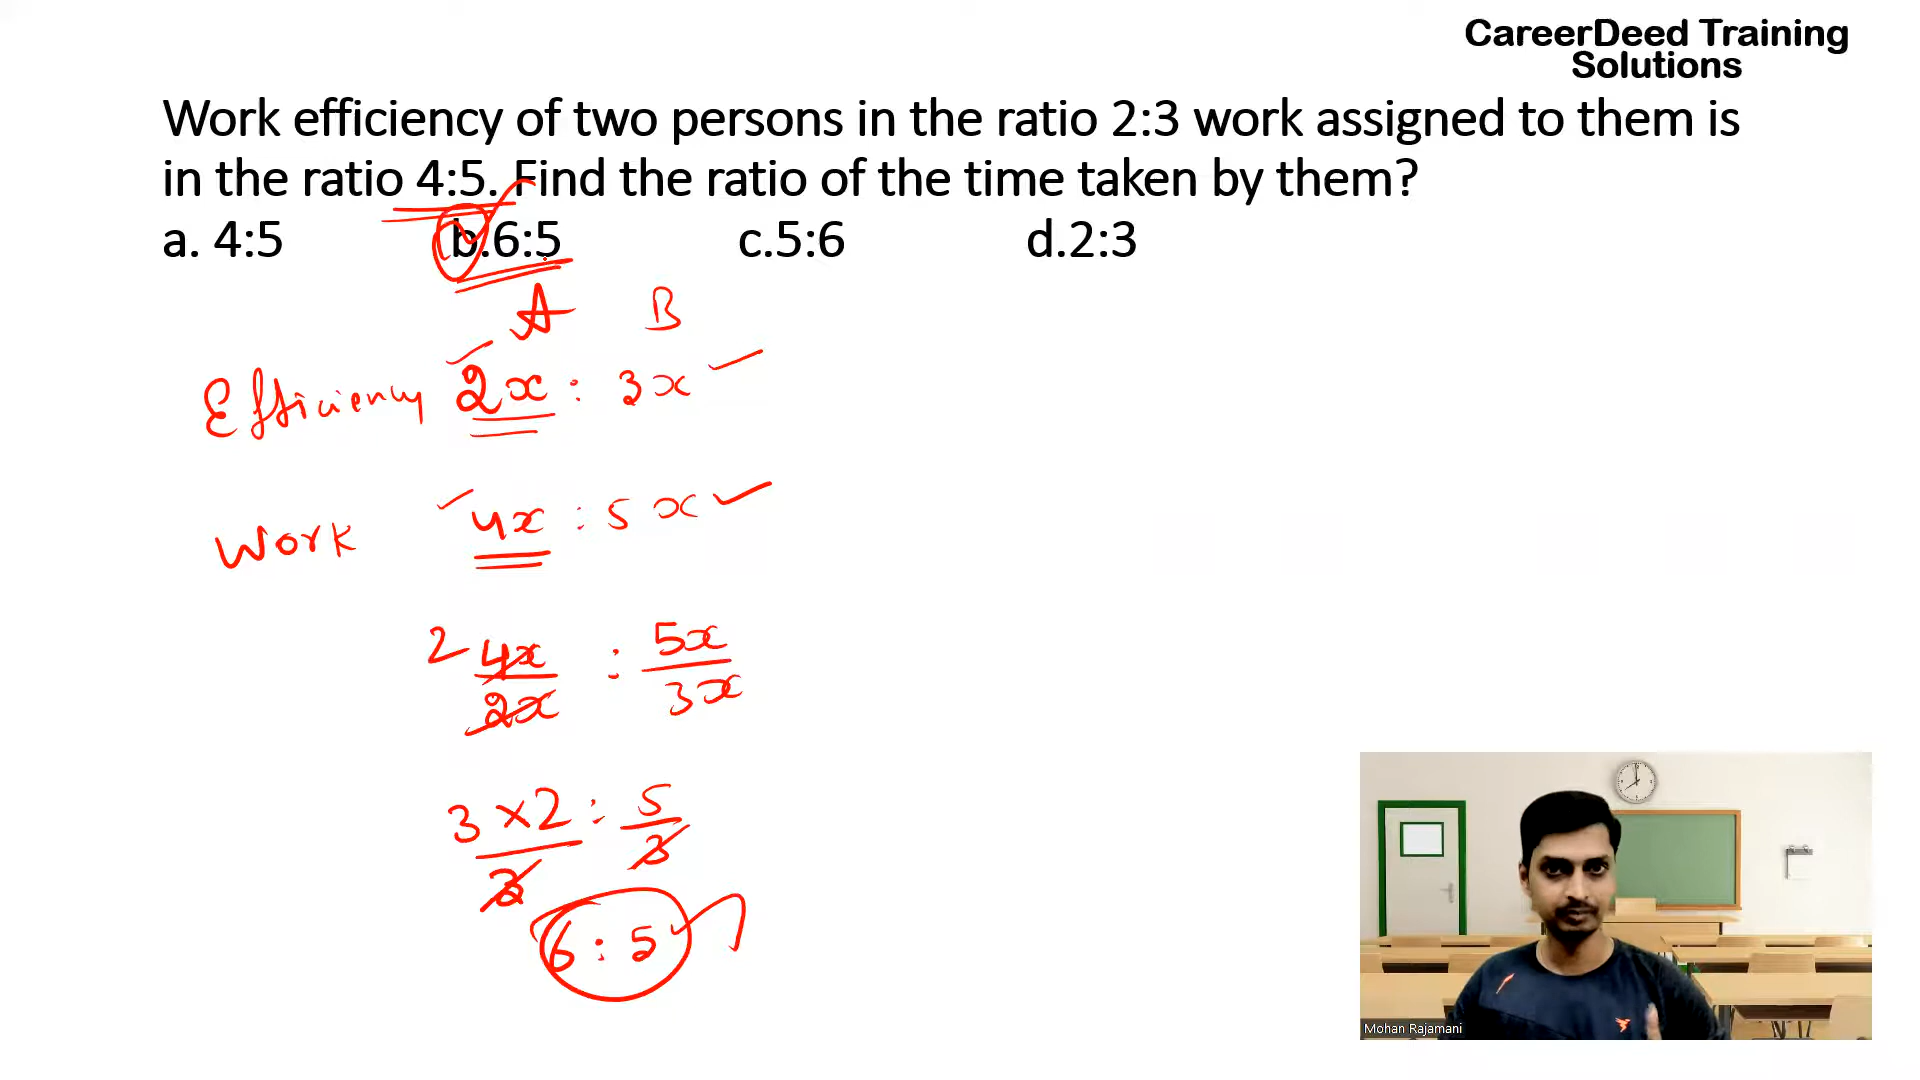 CareerDeed Training
Solutions
Work efficiency of two persons in the ratio 2:3 work assigned to them is
in the ratio 4:5. Find the ratio of the time taken by them?
a. 4:5 b.6:5 c.5:6 d.2:3
A B
Efficiency 2x : 3x
Work 4x : 5x
2 4x : 5x
2x 3x
3 x 2 : 5
3 3
6 : 5
Mohan Rajamani